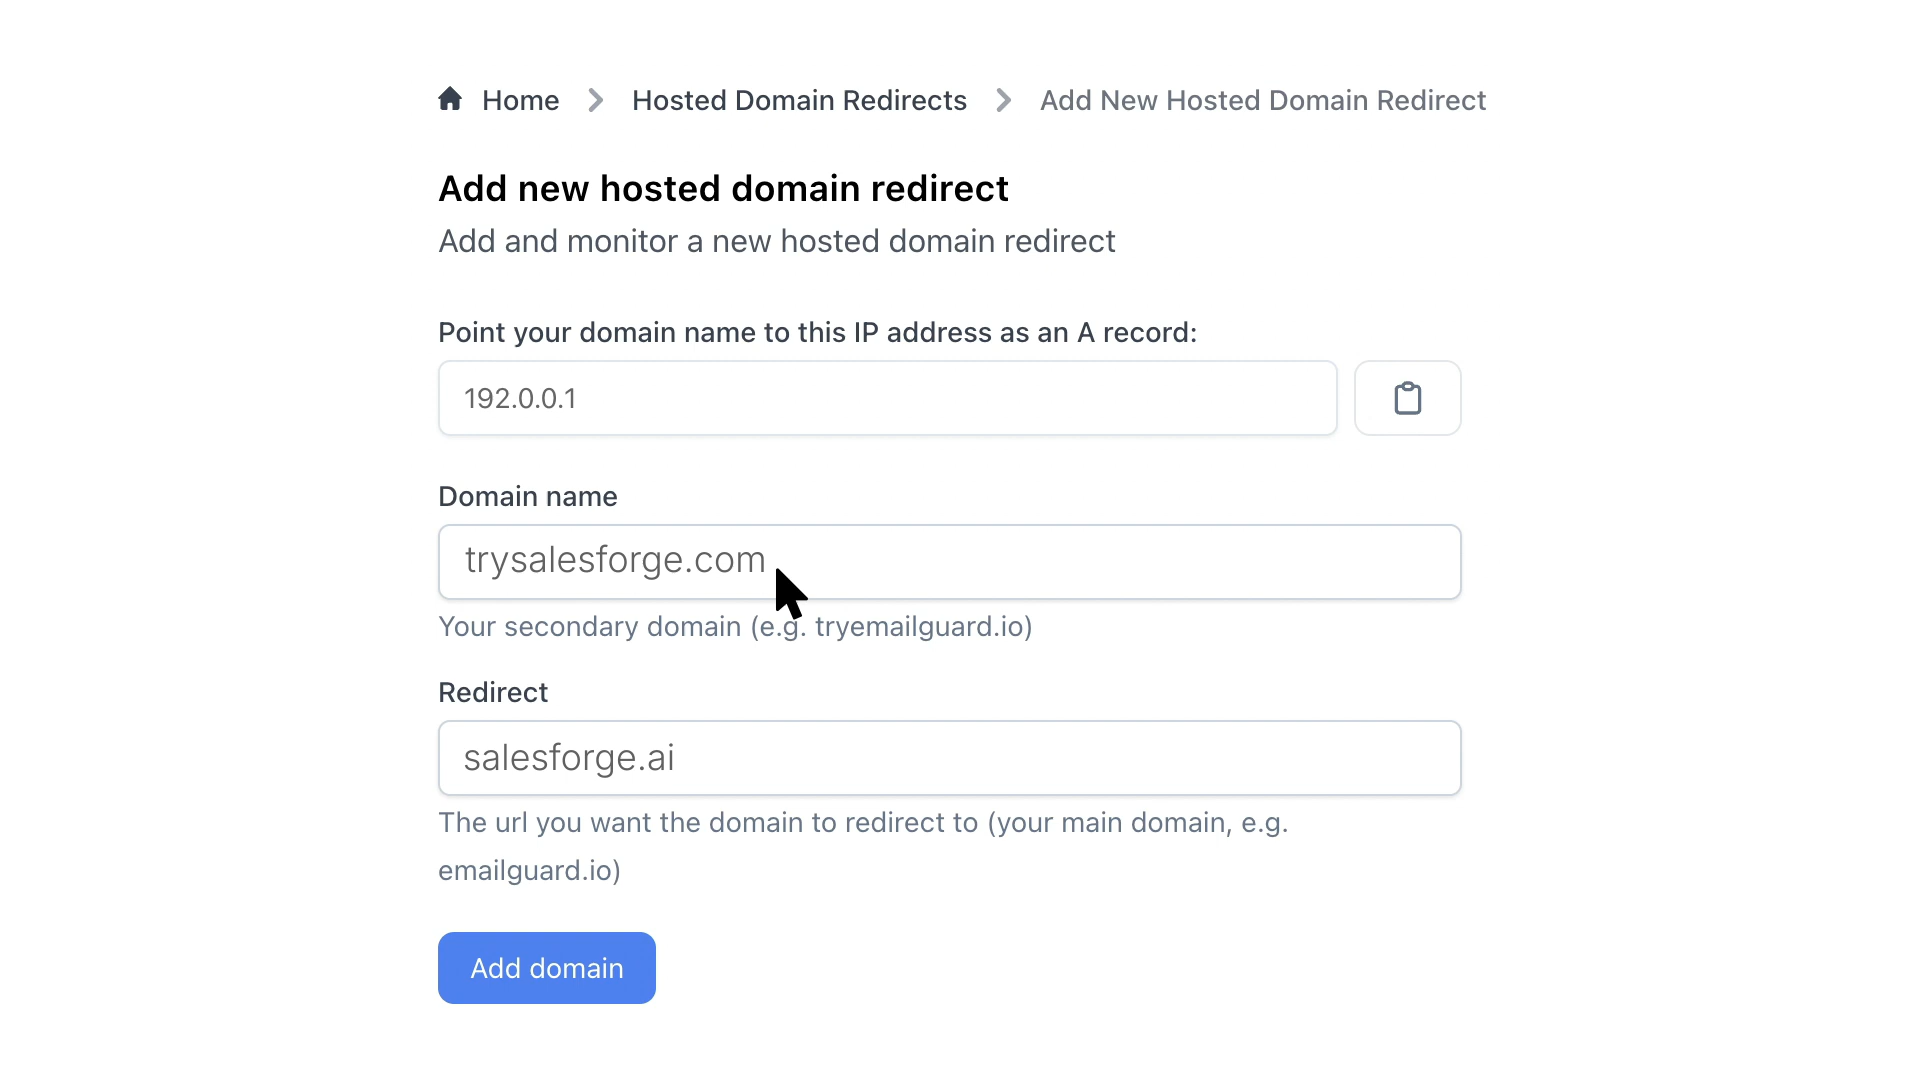 Home > Hosted Domain Redirects > Add New Hosted Domain Redirect
Add new hosted domain redirect
Add and monitor a new hosted domain redirect
Point your domain name to this IP address as an A record:
192.0.0.1
Domain name
trysalesforge.com
Your secondary domain (e.g. tryemailguard.io)
Redirect
salesforge.ai
The url you want the domain to redirect to (your main domain, e.g.
emailguard.io)
Add domain